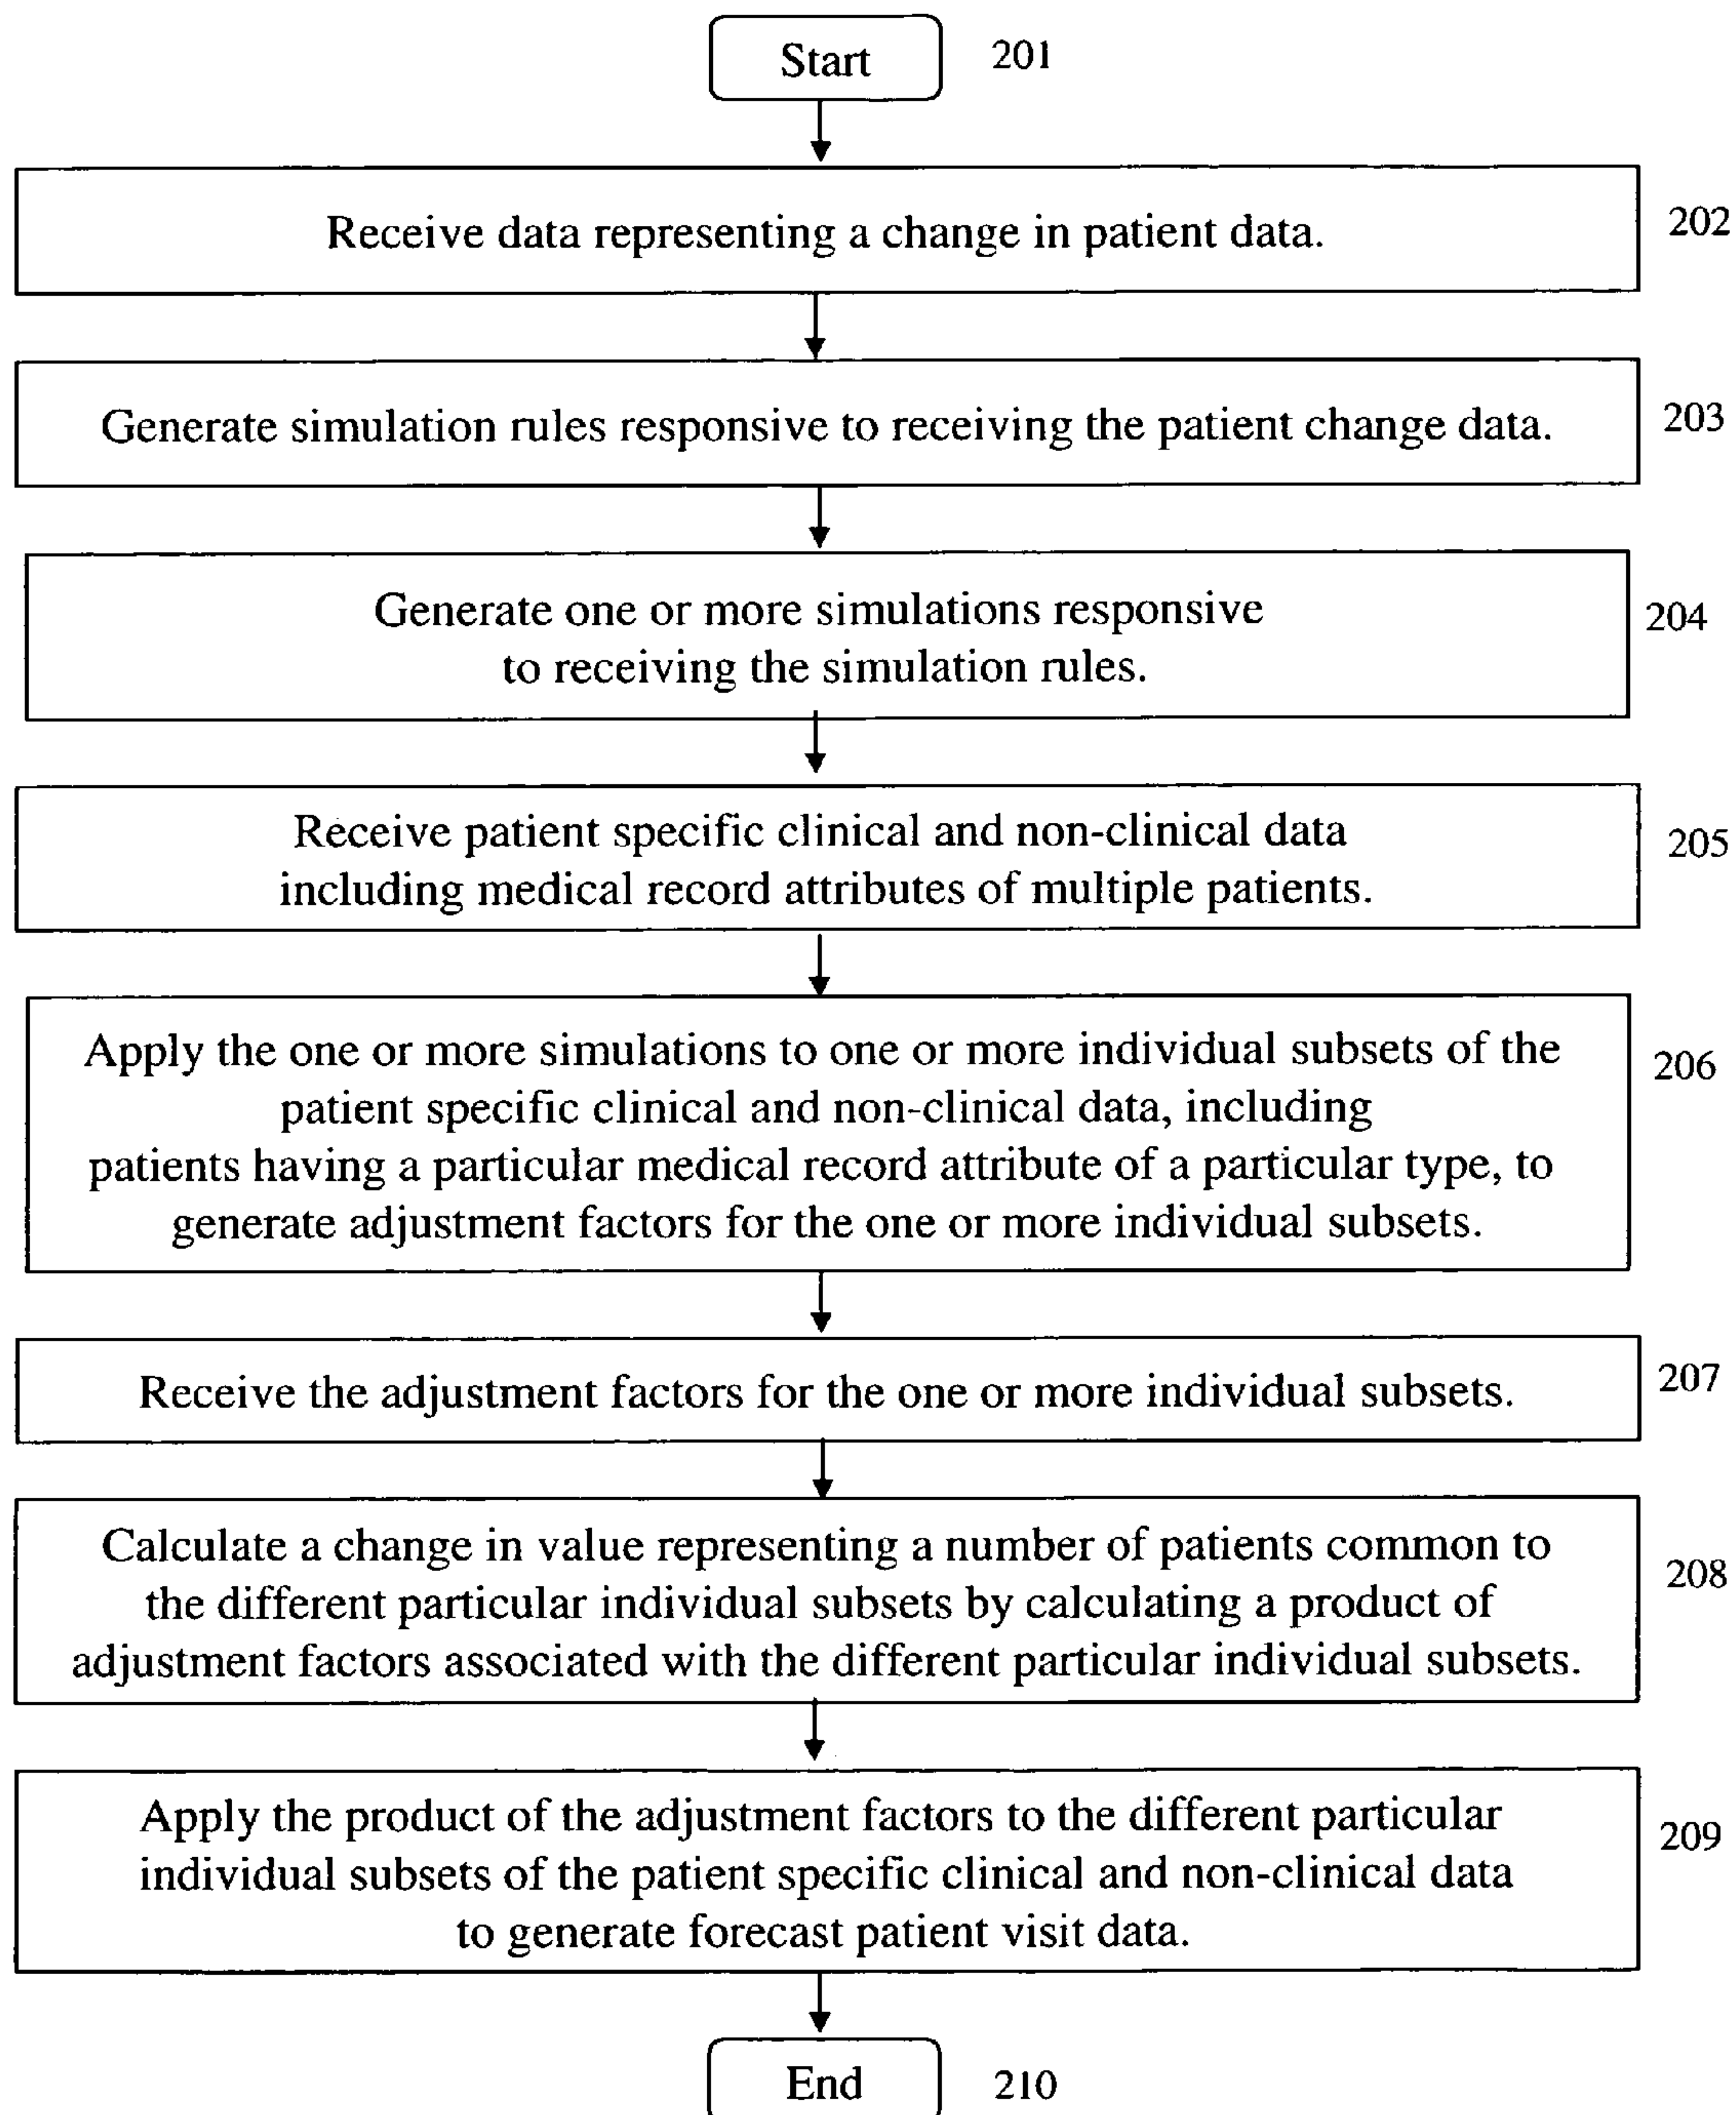 Start
201
Receive data representing a change in patient data.
202
Generate simulation rules responsive to receiving the patient change data.
203
Generate one or more simulations responsive
to receiving the simulation rules.
204
Receive patient specific clinical and non-clinical data
including medical record attributes of multiple patients.
205
Apply the one or more simulations to one or more individual subsets of the
patient specific clinical and non-clinical data, including
patients having a particular medical record attribute of a particular type, to
generate adjustment factors for the one or more individual subsets.
206
Receive the adjustment factors for the one or more individual subsets.
207
Calculate a change in value representing a number of patients common to
the different particular individual subsets by calculating a product of
adjustment factors associated with the different particular individual subsets.
208
Apply the product of the adjustment factors to the different particular
individual subsets of the patient specific clinical and non-clinical data
to generate forecast patient visit data.
209
End
210